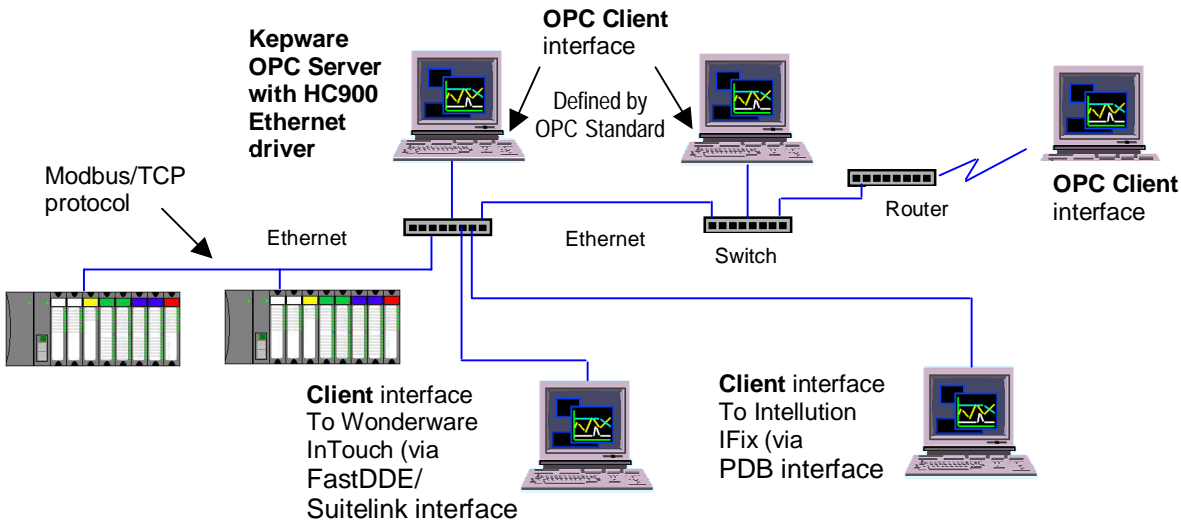 Kepware
OPC Server
with HC900
Ethernet
driver
OPC Client
interface
Defined by
OPC Standard
OPC Client
interface
Modbus/TCP
protocol
Ethernet
Ethernet
Switch
Router
Client interface
To Wonderware
InTouch (via
FastDDE/
Suitelink interface
Client interface
To Intellution
IFix (via
PDB interface